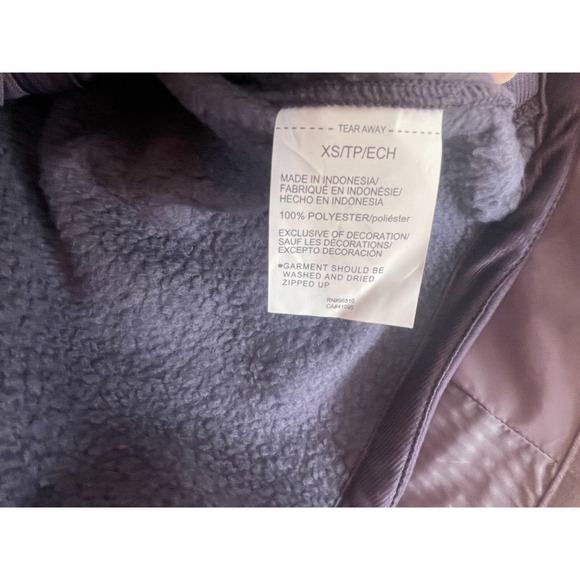 TEAR AWAY
XS/TP/ECH
MADE IN INDONESIA/
FABRIQUÉ EN INDONÉSIE/
HECHO EN INDONESIA
100% POLYESTER/poliéster
EXCLUSIVE OF DECORATION/
SAUF LES DÉCORATIONS/
EXCEPTO DECORACIÓN
*GARMENT SHOULD BE
WASHED AND DRIED
ZIPPED UP